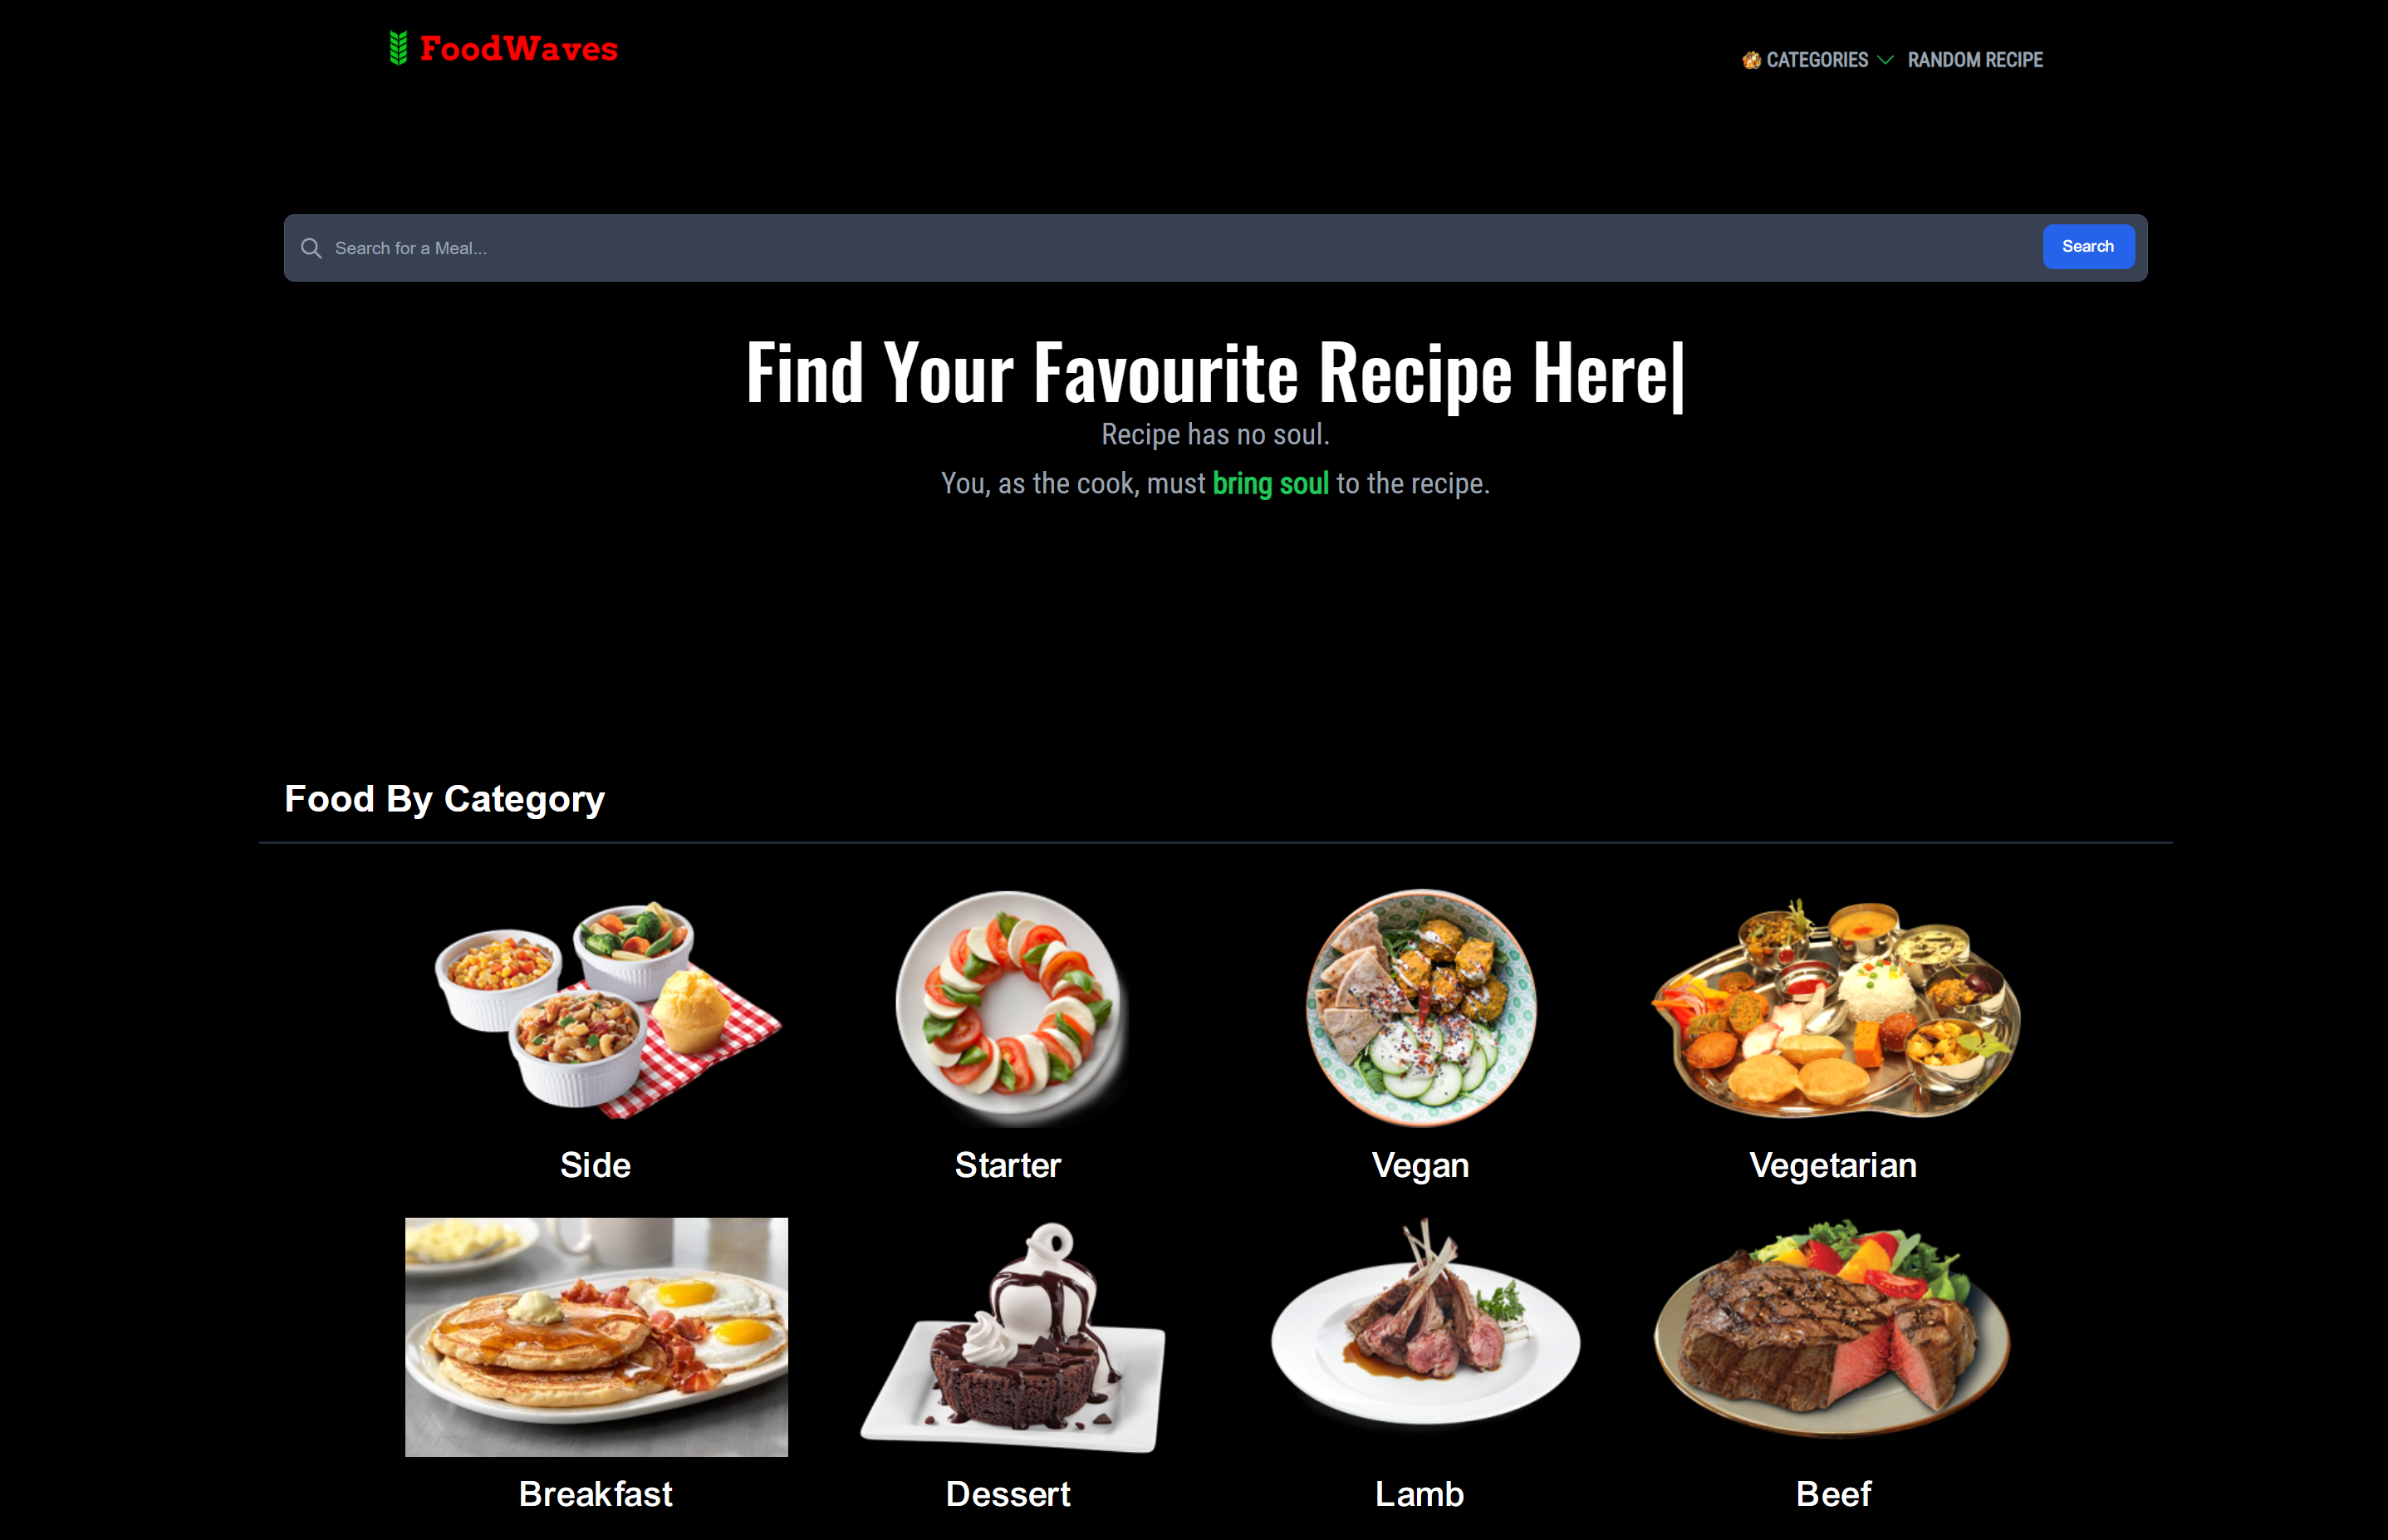 FoodWaves
CATEGORIES RANDOM RECIPE
Search for a Meal...
Search
Find Your Favourite Recipe Here|
Recipe has no soul.
You, as the cook, must bring soul to the recipe.
Food By Category
Side Starter Vegan Vegetarian
Breakfast Dessert Lamb Beef